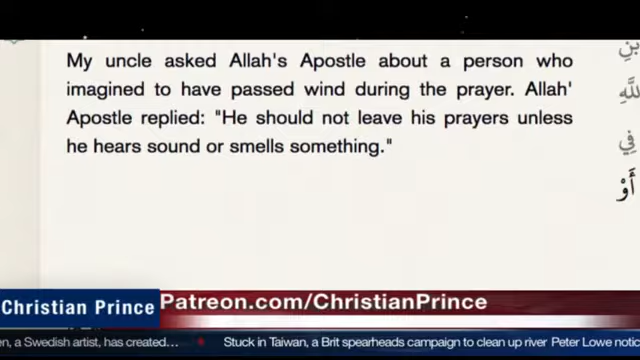 My uncle asked Allah's Apostle about a person who
imagined to have passed wind during the prayer. Allah'
Apostle replied: "He should not leave his prayers unless
he hears sound or smells something."
بْنِ
اللَّهِ
فِي
أَوْ
Christian Prince
Patreon.com/ChristianPrince
en, a Swedish artist, has created…
Stuck in Taiwan, a Brit spearheads campaign to clean up river Peter Lowe notic